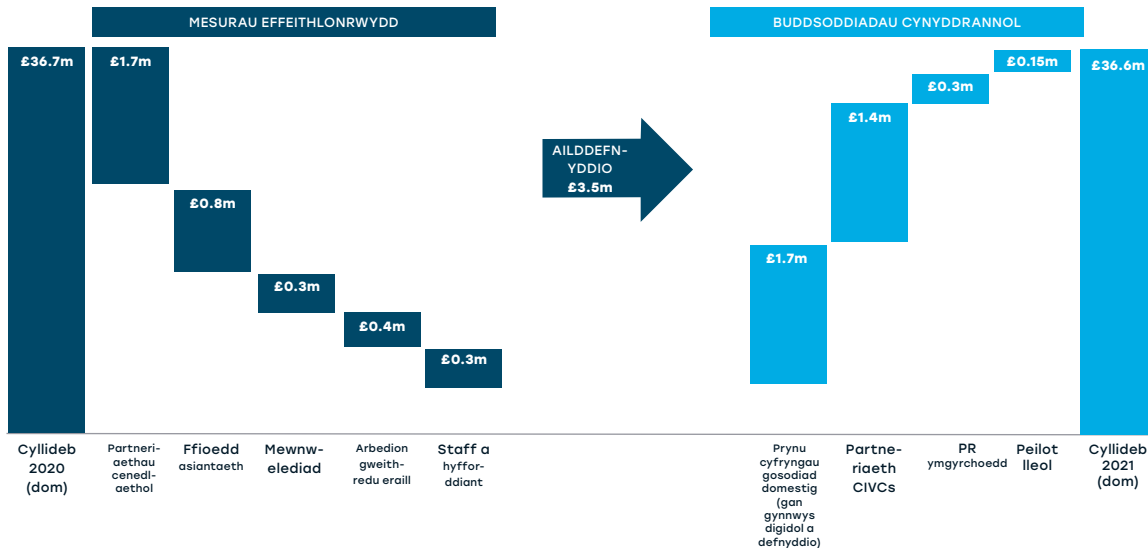 MESURAU EFFEITHLONRWYDD
BUDDSODDIADAU CYNYDDRANNOL
£36.7m
£1.7m
£0.8m
£0.3m
£0.4m
£0.3m
AILDDEFN-
YDDIO
£3.5m
£1.7m
£1.4m
£0.3m
£0.15m
£36.6m
Cyllideb
2020
(dom)
Partneri-
aethau
cenedl-
aethol
Ffioedd
asiantaeth
Mewnw-
elediad
Arbedion
gweith-
redu eraill
Staff a
hyffor-
ddiant
Prynu
cyfryngau
gosodiad
domestig
(gan
gynnwys
digidol a
defnyddio)
Partne-
riaeth
CIVCs
PR
ymgyrchoedd
Peilot
lleol
Cyllideb
2021
(dom)